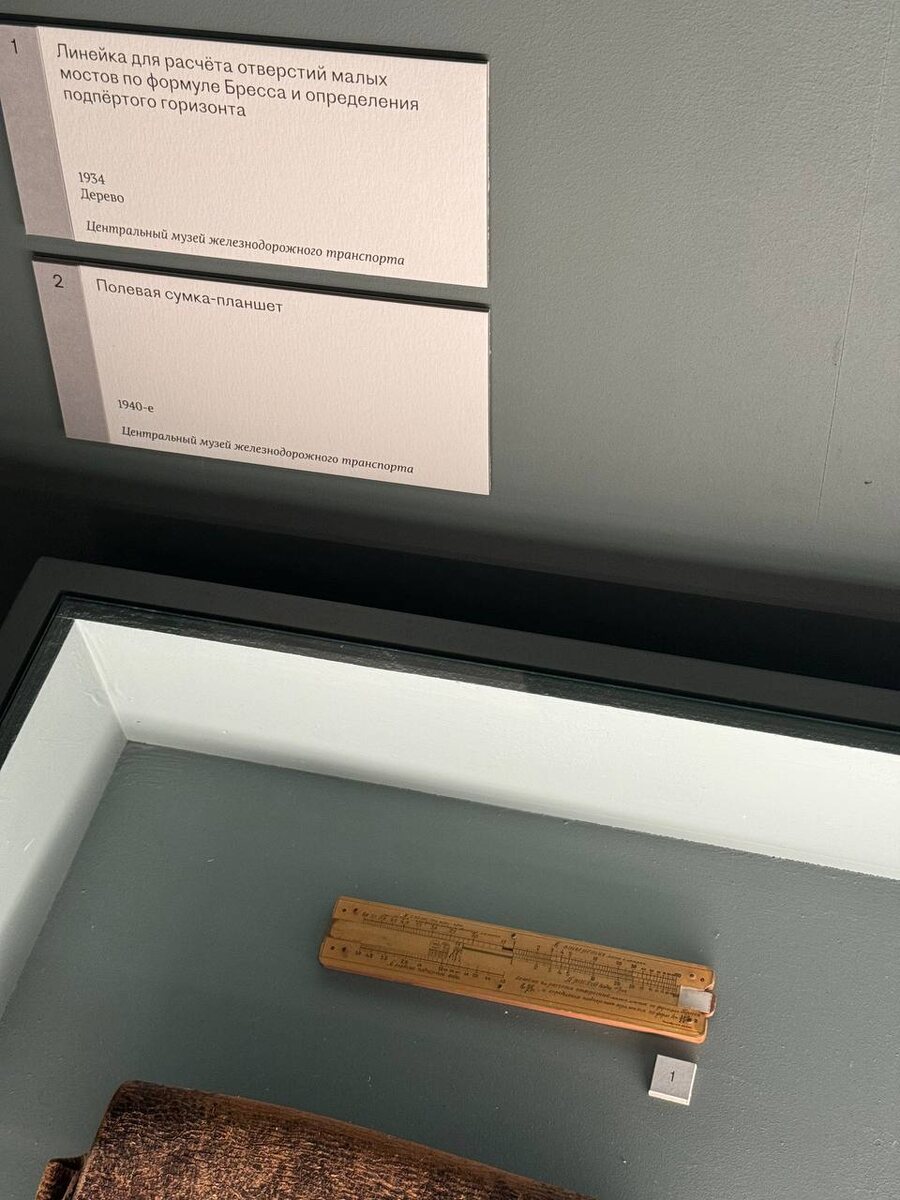 1
Линейка для расчёта отверстий малых
мостов по формуле Бресса и определения
подпёртого горизонта
1934
Дерево
Центральный музей железнодорожного транспорта
2
Полевая сумка-планшет
1940-е
Центральный музей железнодорожного транспорта
1